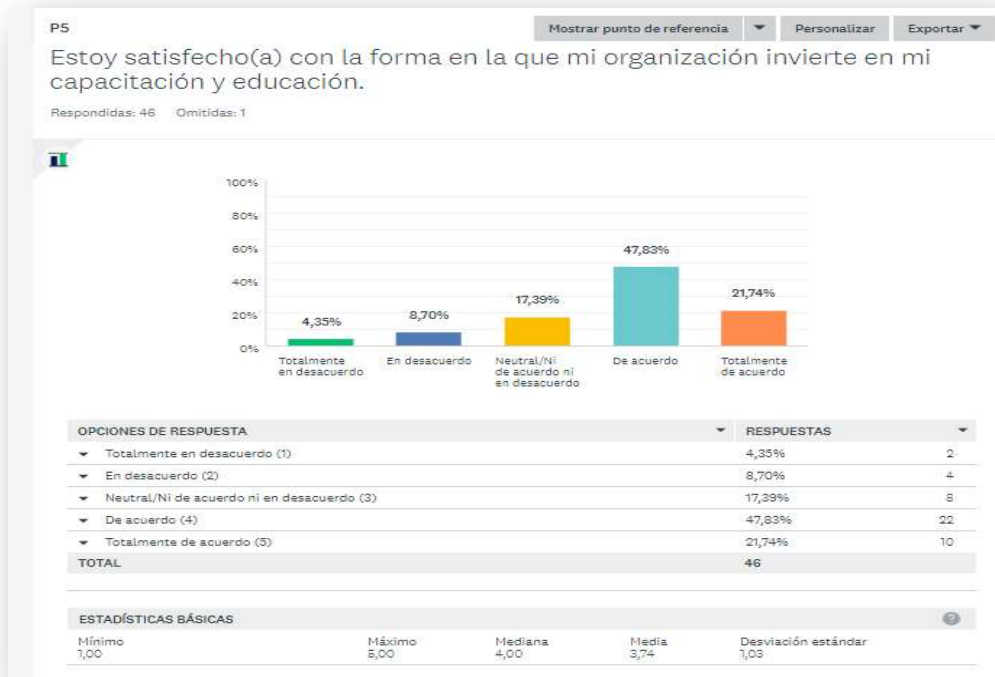 P5
Mostrar punto de referencia
Personalizar
Exportar
Estoy satisfecho(a) con la forma en la que mi organización invierte en mi
capacitación y educación.
Respondidas: 46 Omitidas: 1
100%
80%
60%
40%
20%
0%
4,35%
8,70%
17,39%
47,83%
21,74%
Totalmente
en desacuerdo
En desacuerdo
Neutral/Ni
de acuerdo ni
en desacuerdo
De acuerdo
Totalmente
de acuerdo
OPCIONES DE RESPUESTA RESPUESTAS
Totalmente en desacuerdo (1) 4,35% 2
En desacuerdo (2) 8,70% 4
Neutral/Ni de acuerdo ni en desacuerdo (3) 17,39% 8
De acuerdo (4) 47,83% 22
Totalmente de acuerdo (5) 21,74% 10
TOTAL 46
ESTADÍSTICAS BÁSICAS
Mínimo Máximo Mediana Media Desviación estándar
1,00 5,00 4,00 3,74 1,03